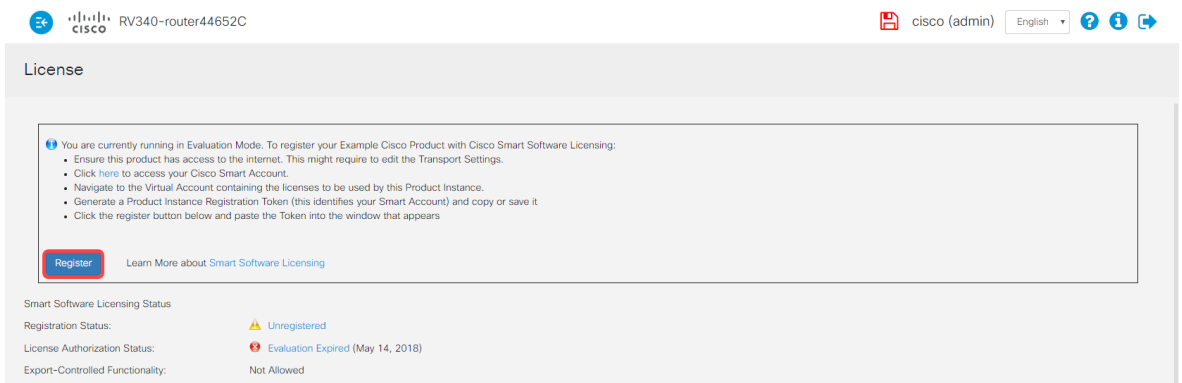 CISCO RV340-router44652C cisco (admin) English
License
You are currently running in Evaluation Mode. To register your Example Cisco Product with Cisco Smart Software Licensing:
• Ensure this product has access to the internet. This might require to edit the Transport Settings.
• Click here to access your Cisco Smart Account.
• Navigate to the Virtual Account containing the licenses to be used by this Product Instance.
• Generate a Product Instance Registration Token (this identifies your Smart Account) and copy or save it
• Click the register button below and paste the Token into the window that appears
Register Learn More about Smart Software Licensing
Smart Software Licensing Status
Registration Status: Unregistered
License Authorization Status: Evaluation Expired (May 14, 2018)
Export-Controlled Functionality: Not Allowed